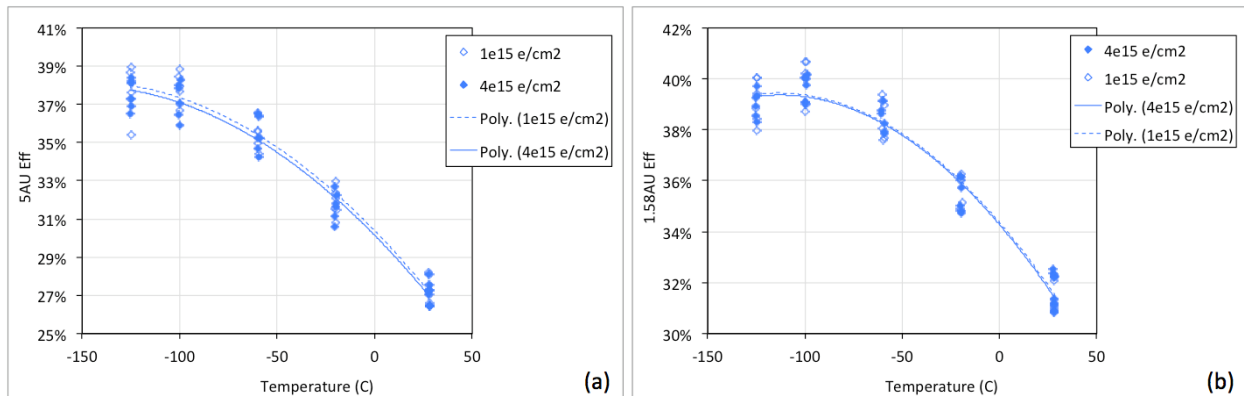 41%
39%
37%
35%
33%
31%
29%
27%
25%
5AU Eff
-150
-100
-50
0
50
Temperature (C)
1e15 e/cm2
4e15 e/cm2
Poly. (1e15 e/cm2)
Poly. (4e15 e/cm2)
(a)
42%
40%
38%
36%
34%
32%
30%
1.58AU Eff
-150
-100
-50
0
50
Temperature (C)
4e15 e/cm2
1e15 e/cm2
Poly. (4e15 e/cm2)
Poly. (1e15 e/cm2)
(b)